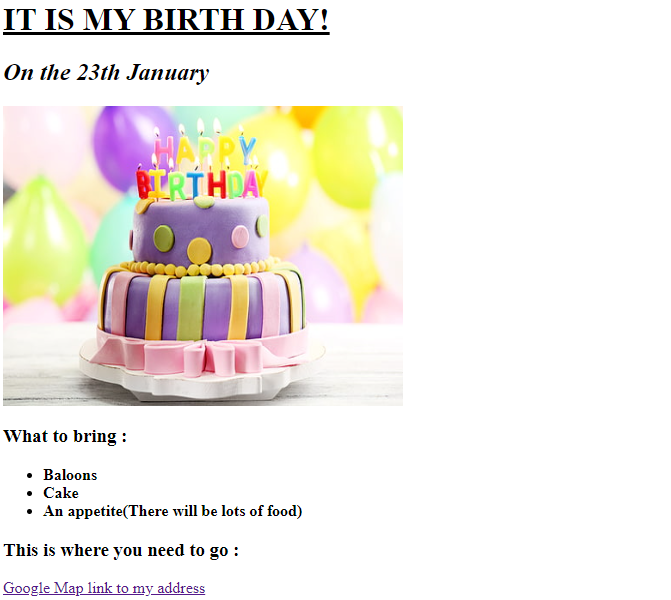 IT IS MY BIRTH DAY!
On the 23th January
HAPPY
BIRTHDAY
What to bring :
Baloons
Cake
An appetite(There will be lots of food)
This is where you need to go :
Google Map link to my address